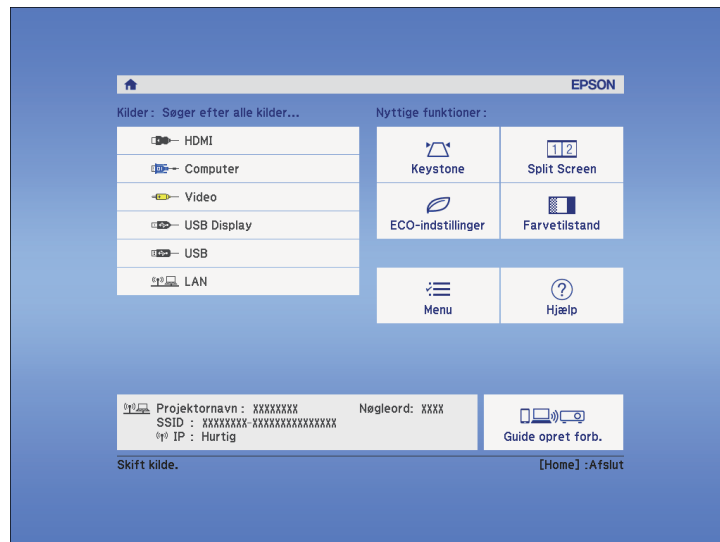 EPSON
Kilder: Søger efter alle kilder...
Nyttige funktioner:
HDMI
Computer
Video
USB Display
USB
LAN
Keystone
1 2
Split Screen
ECO-indstillinger
Farvetilstand
Menu
?
Hjælp
Projektornavn : XXXXXXXX
Nøgleord: XXXX
SSID : XXXXXXXX-XXXXXXXXXXXXXXX
IP : Hurtig
Guide opret forb.
Skift kilde.
[Home] :Afslut